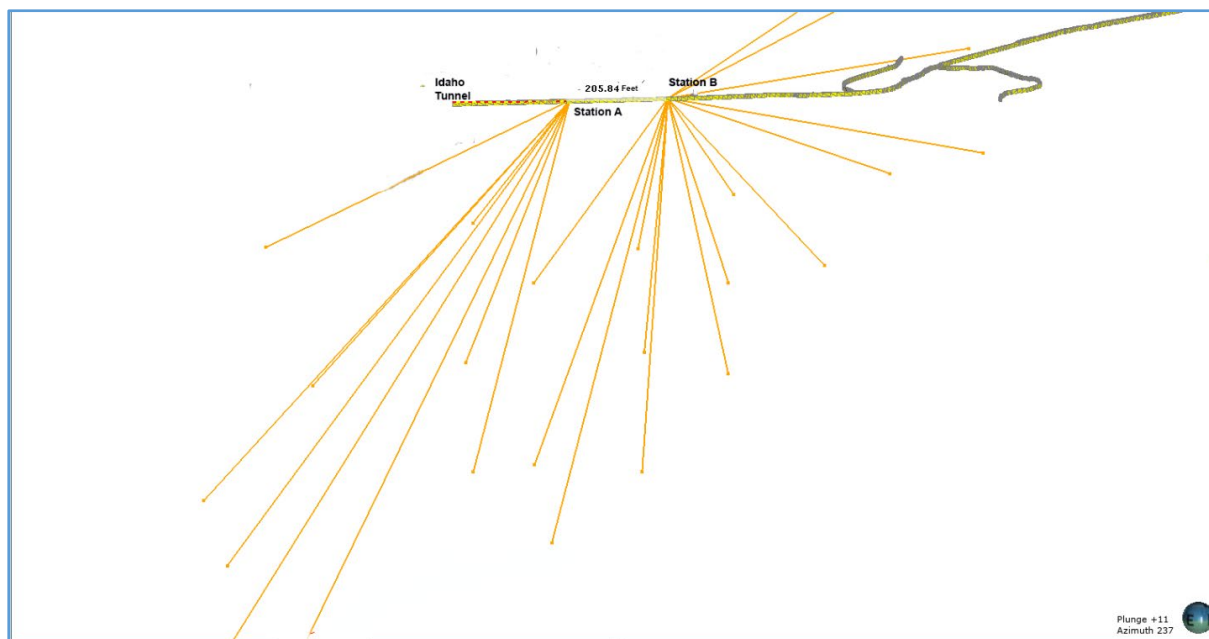 Idaho
Tunnel
205.84 Feet
Station B
Station A
Plunge +11
Azimuth 237
E